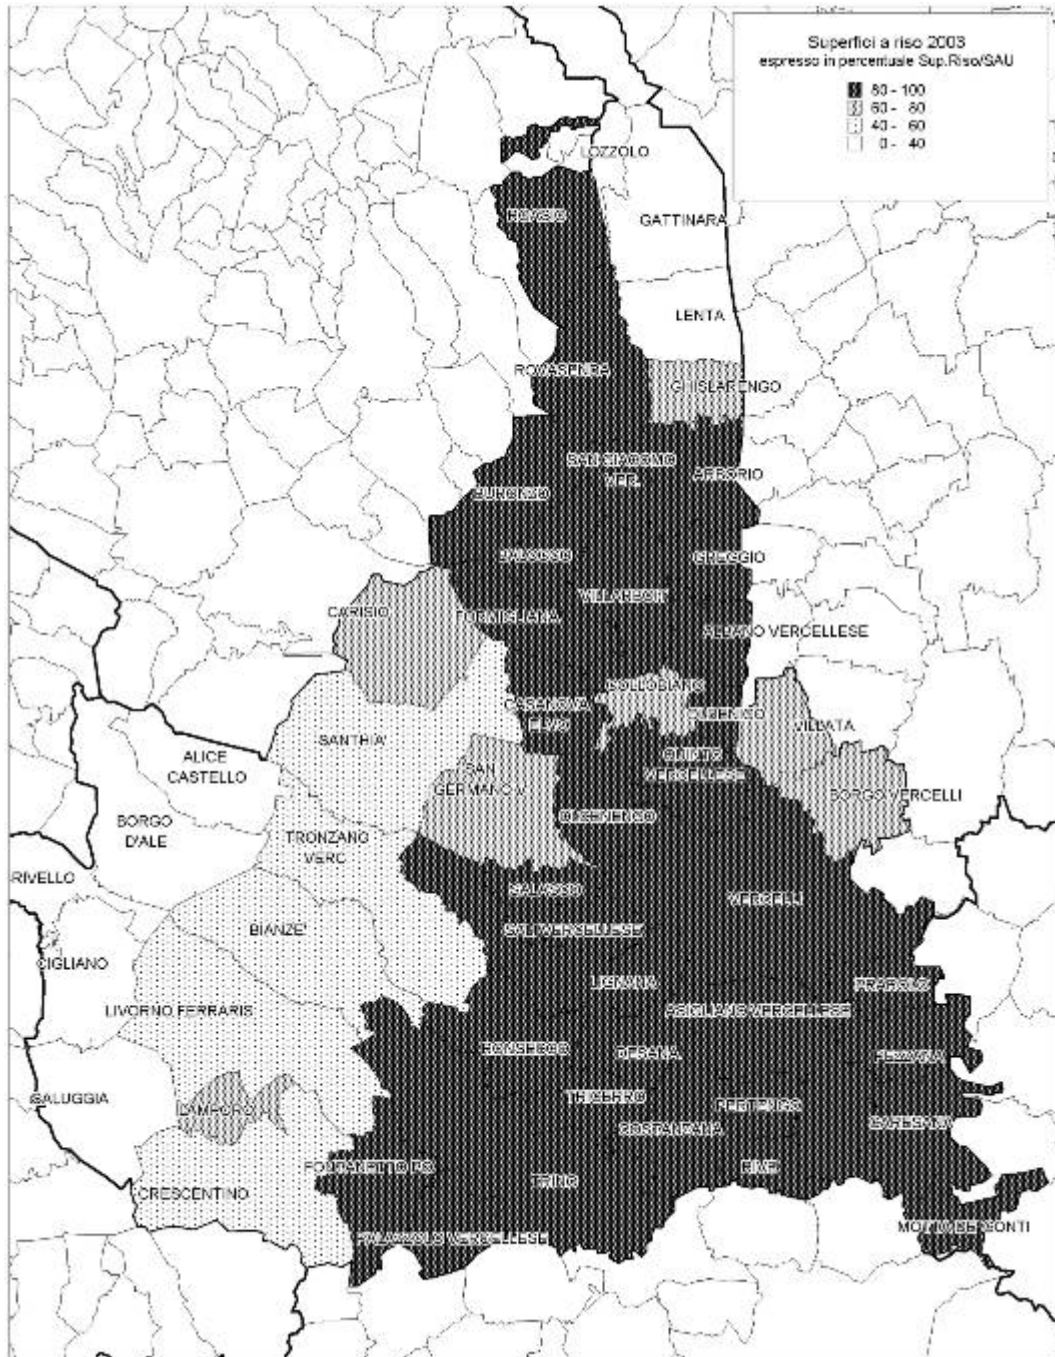 Superfici a riso 2003
espresso in percentuale Sup.Riso/SAU
80 - 100
60 - 80
40 - 60
0 - 40
LOZZOLO
ROASIO
GATTINARA
LENTA
ROVASENDA
GHISLARENGO
SAN GIACOMO
VER.
ARBORIO
BURONZO
BALOCCO
GREGGIO
VILLARBOIT
CARISIO
FORMIGLIANA
ALBANO VERCELLESE
COLLOBIANO
CASANOVA
ELVO
OLDENICO
VILLATA
SANTHIA'
QUINTO
VERCELLESE
ALICE
CASTELLO
SAN
GERMANO V
BORGO VERCELLI
BORGO
D'ALE
OLCENENGO
TRONZANO
VERC
RIVELLO
SALASCO
VERCELLI
BIANZE'
SALI VERCELLESE
CIGLIANO
LIGNANA
PRAROLO
LIVORNO FERRARIS
ASIGLIANO VERCELLESE
RONSECCO
DESANA
PEZZANA
SALUGGIA
LAMPORO
TRICERRO
PERTENGO
COSTANZANA
CARESANA
FONTANETTO PO
RIVE
CRESCENTINO
TRINO
MOTTA DE' CONTI
PALAZZOLO VERCELLESE